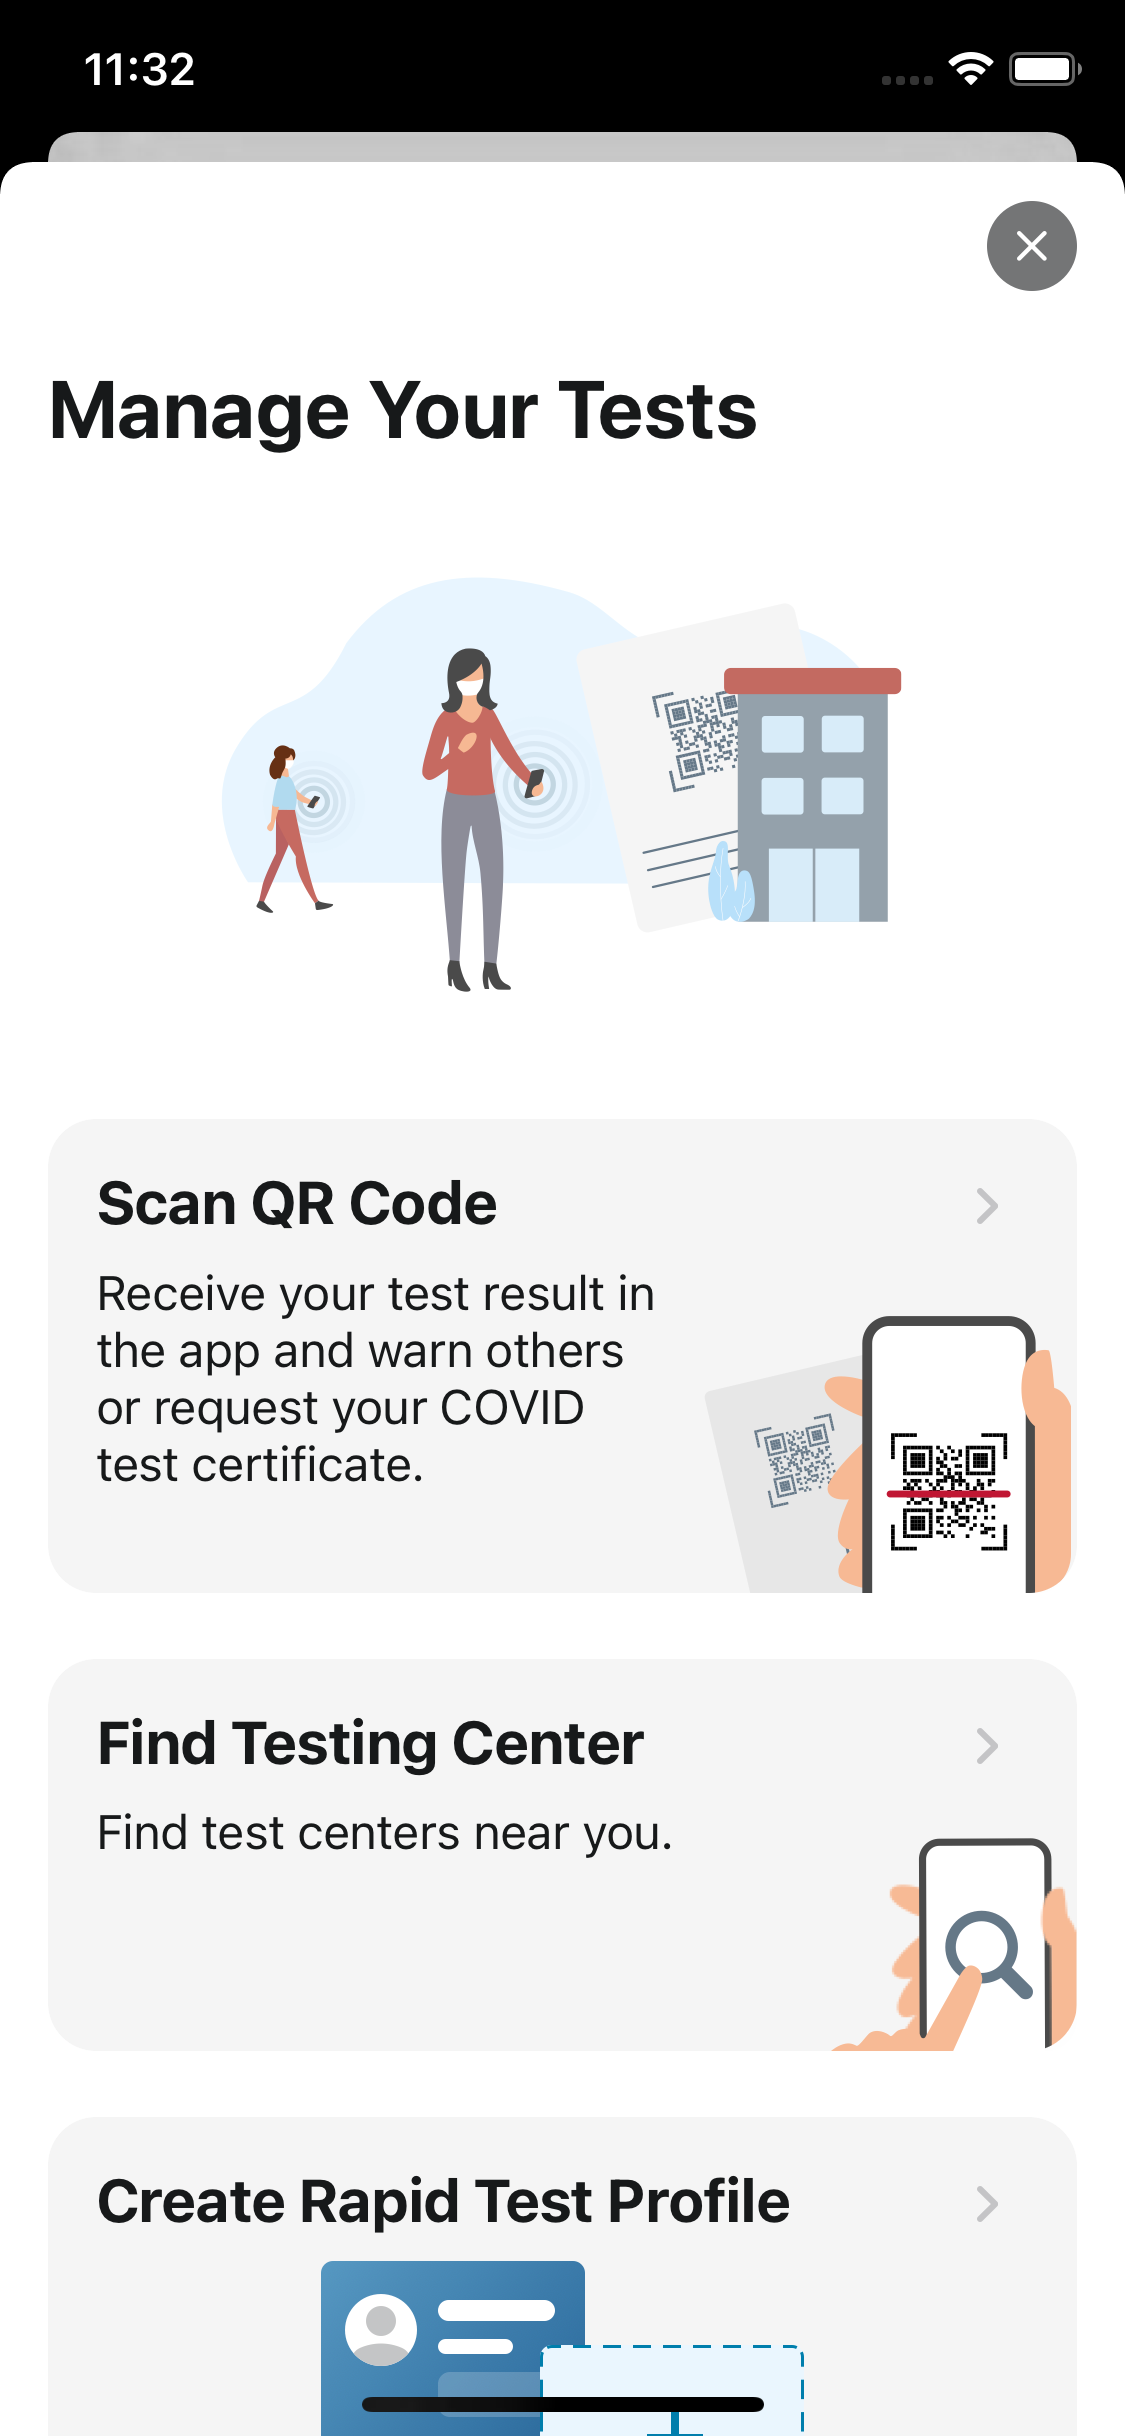 11:32
Manage Your Tests
Scan QR Code
Receive your test result in
the app and warn others
or request your COVID
test certificate.
Find Testing Center
Find test centers near you.
Create Rapid Test Profile